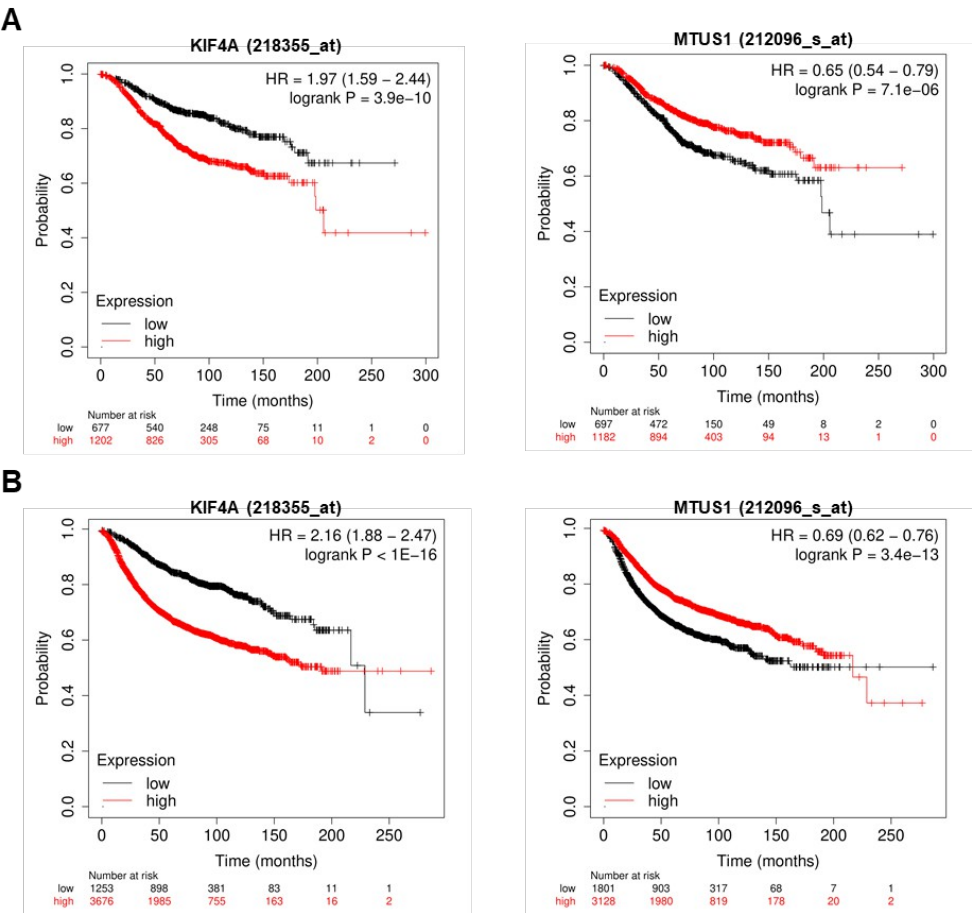 A
KIF4A (218355_at)
HR = 1.97 (1.59 − 2.44)
logrank P = 3.9e−10
Probability
1.0
0.8
0.6
0.4
0.2
0.0
Expression
low
high
0 50 100 150 200 250 300
Time (months)
Number at risk
low 677 540 248 75 11 1 0
high 1202 826 305 68 10 2 0
MTUS1 (212096_s_at)
HR = 0.65 (0.54 − 0.79)
logrank P = 7.1e−06
Probability
1.0
0.8
0.6
0.4
0.2
0.0
Expression
low
high
0 50 100 150 200 250 300
Time (months)
Number at risk
low 697 472 150 49 8 2 0
high 1182 894 403 94 13 1 0
B
KIF4A (218355_at)
HR = 2.16 (1.88 − 2.47)
logrank P < 1E−16
Probability
1.0
0.8
0.6
0.4
0.2
0.0
Expression
low
high
0 50 100 150 200 250
Time (months)
Number at risk
low 1253 898 381 83 11 1
high 3676 1985 755 163 16 2
MTUS1 (212096_s_at)
HR = 0.69 (0.62 − 0.76)
logrank P = 3.4e−13
Probability
1.0
0.8
0.6
0.4
0.2
0.0
Expression
low
high
0 50 100 150 200 250
Time (months)
Number at risk
low 1801 903 317 68 7 1
high 3128 1980 819 178 20 2